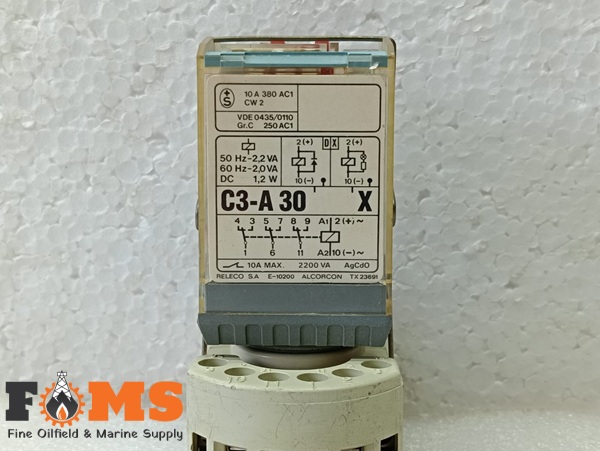 +
S
10 A 380 AC1
CW 2
VDE 0435/0110
Gr.C 250 AC1
50 Hz~2,2 VA
60 Hz~2,0 VA
DC 1,2 W
2 (+) D X 2 (+)
10 (–) 10 (–)
C3-A 30 X
4 3 5 7 8 9 A1 2 (+) ~
1 6 11 A2 10 (–) ~
10A MAX. 2200 VA AgCdO
RELECO S.A E-10200 ALCORCON TX 23691
FOMS
Fine Oilfield & Marine Supply